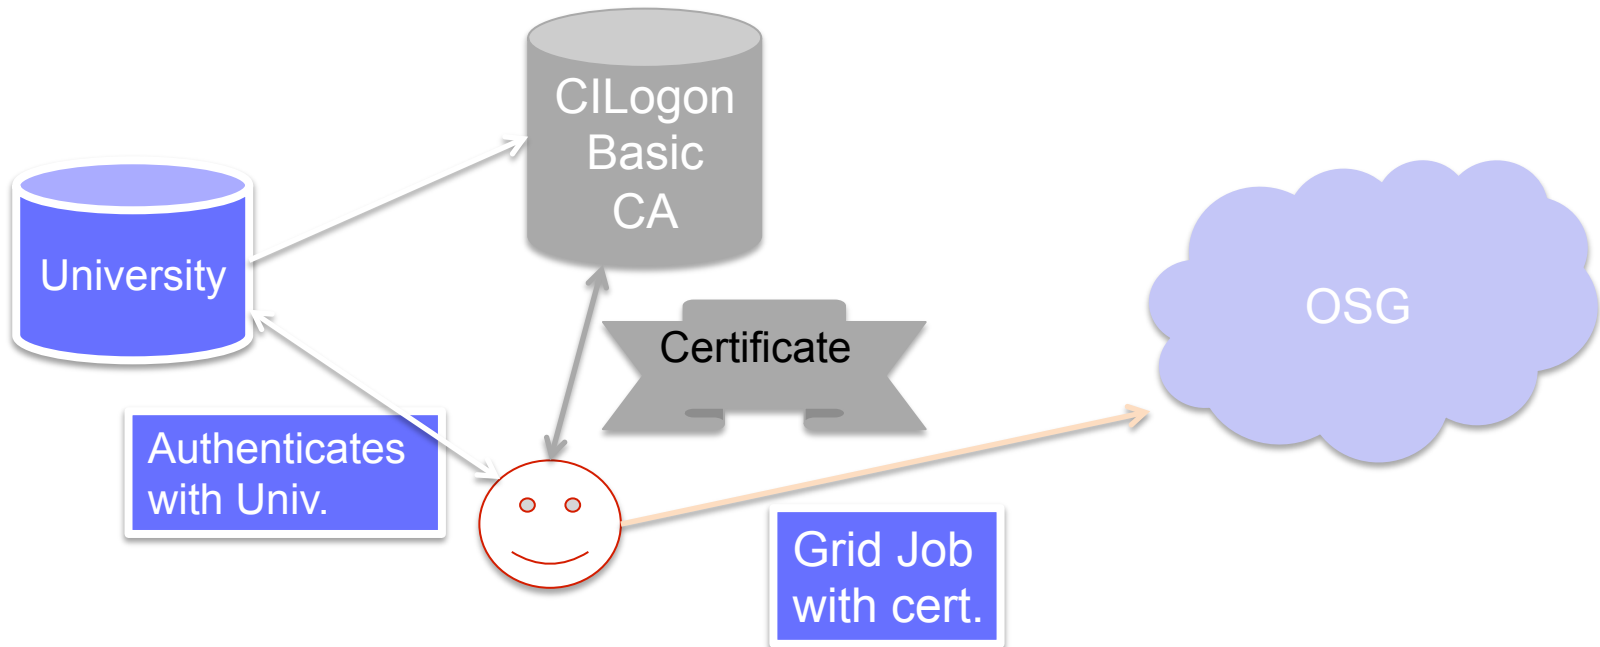 CILogon
Basic
CA
University
OSG
Certificate
Authenticates
with Univ.
Grid Job
with cert.